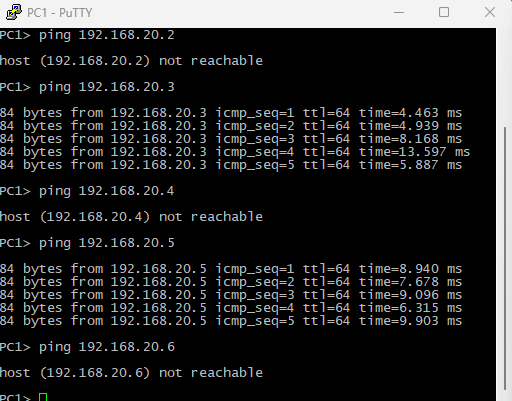 PC1 - PuTTY
PC1> ping 192.168.20.2
host (192.168.20.2) not reachable
PC1> ping 192.168.20.3
84 bytes from 192.168.20.3 icmp_seq=1 ttl=64 time=4.463 ms
84 bytes from 192.168.20.3 icmp_seq=2 ttl=64 time=4.939 ms
84 bytes from 192.168.20.3 icmp_seq=3 ttl=64 time=8.168 ms
84 bytes from 192.168.20.3 icmp_seq=4 ttl=64 time=13.597 ms
84 bytes from 192.168.20.3 icmp_seq=5 ttl=64 time=5.887 ms
PC1> ping 192.168.20.4
host (192.168.20.4) not reachable
PC1> ping 192.168.20.5
84 bytes from 192.168.20.5 icmp_seq=1 ttl=64 time=8.940 ms
84 bytes from 192.168.20.5 icmp_seq=2 ttl=64 time=7.678 ms
84 bytes from 192.168.20.5 icmp_seq=3 ttl=64 time=9.096 ms
84 bytes from 192.168.20.5 icmp_seq=4 ttl=64 time=6.315 ms
84 bytes from 192.168.20.5 icmp_seq=5 ttl=64 time=9.903 ms
PC1> ping 192.168.20.6
host (192.168.20.6) not reachable
PC1>